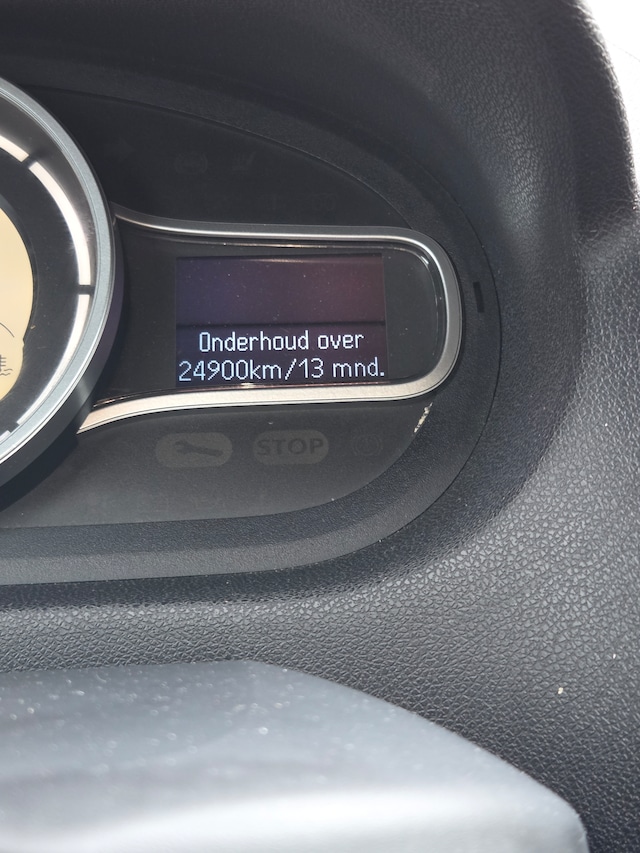 Onderhoud over
24900km/13 mnd.
STOP